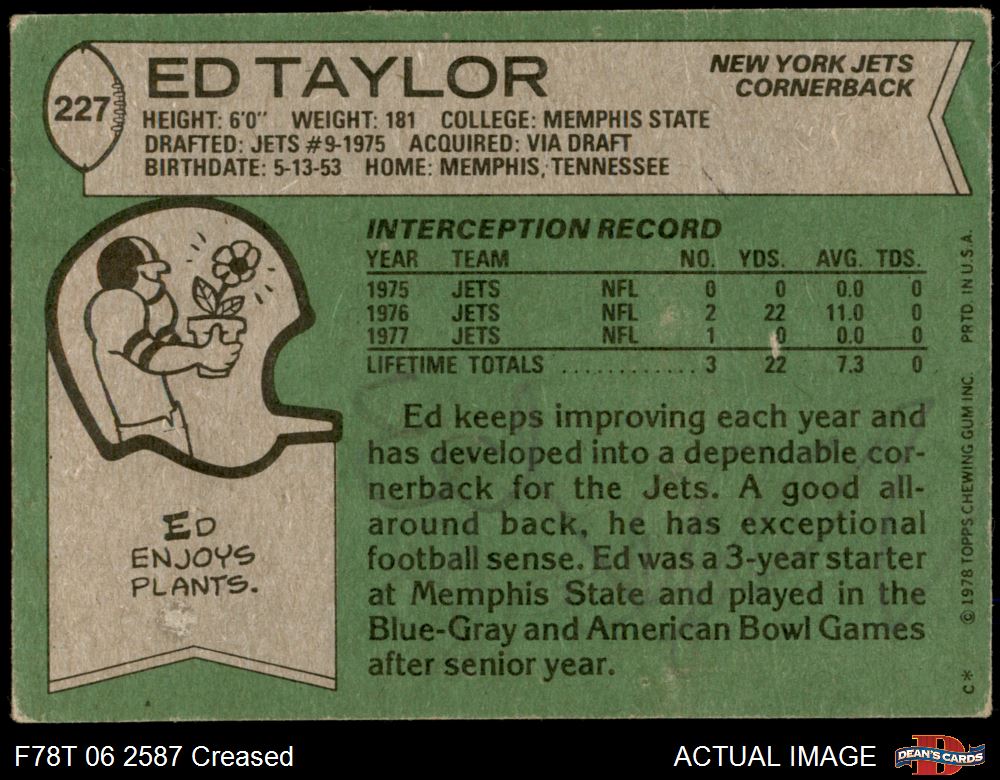 227
ED TAYLOR
NEW YORK JETS
CORNERBACK
HEIGHT: 6'0" WEIGHT: 181 COLLEGE: MEMPHIS STATE
DRAFTED: JETS #9-1975 ACQUIRED: VIA DRAFT
BIRTHDATE: 5-13-53 HOME: MEMPHIS, TENNESSEE
INTERCEPTION RECORD
YEAR TEAM NO. YDS. AVG. TDS.
1975 JETS NFL 0 0 0.0 0
1976 JETS NFL 2 22 11.0 0
1977 JETS NFL 1 0 0.0 0
LIFETIME TOTALS ............ 3 22 7.3 0
Ed keeps improving each year and
has developed into a dependable cor-
nerback for the Jets. A good all-
around back, he has exceptional
football sense. Ed was a 3-year starter
at Memphis State and played in the
Blue-Gray and American Bowl Games
after senior year.
ED
ENJOYS
PLANTS.
C* © 1978 TOPPS CHEWING GUM INC. PRTD. IN U.S.A.
F78T 06 2587 Creased
ACTUAL IMAGE
DEAN'S CARDS